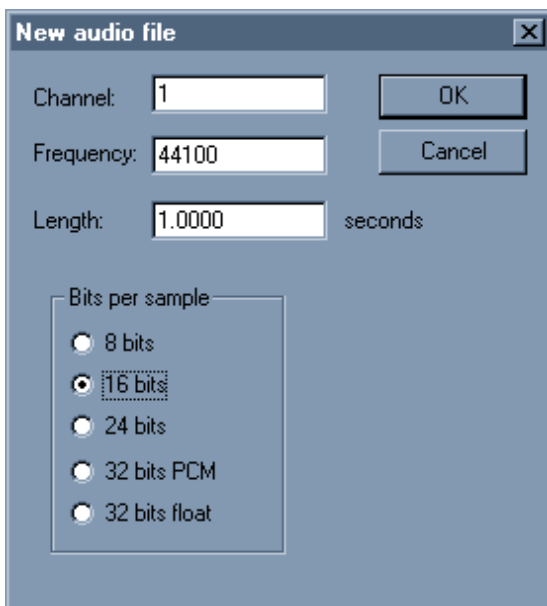 New audio file
Channel: 1 OK
Frequency: 44100 Cancel
Length: 1.0000 seconds
Bits per sample
8 bits
16 bits
24 bits
32 bits PCM
32 bits float